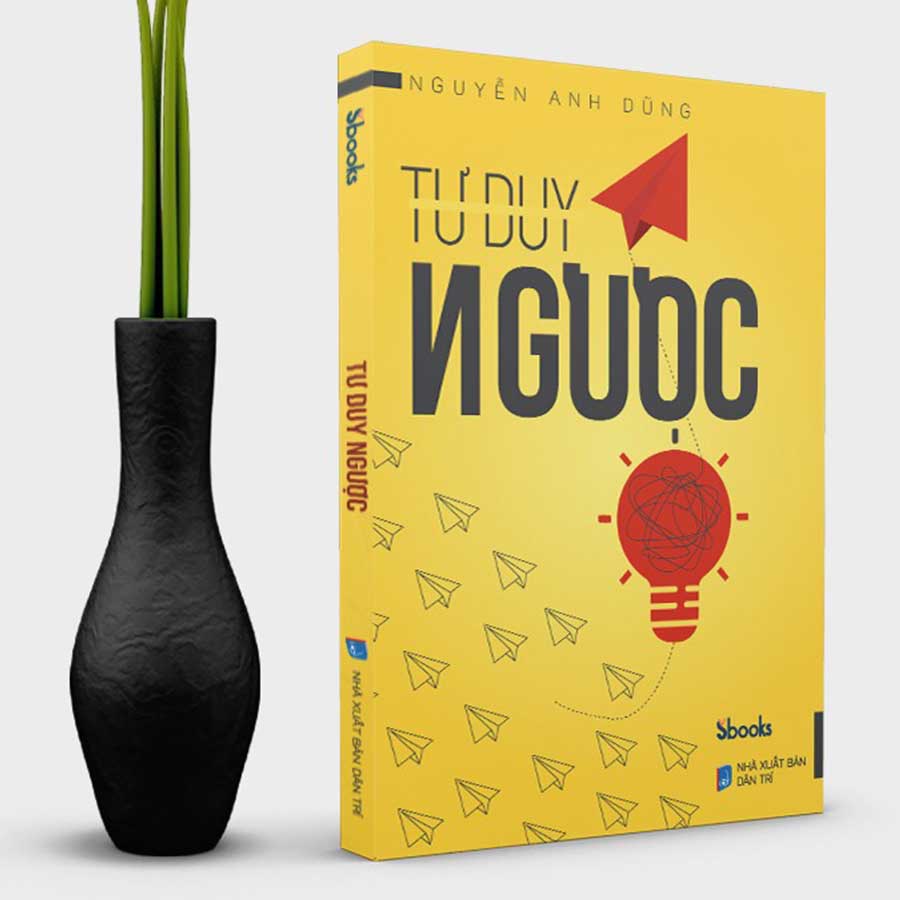 NGUYỄN ANH DŨNG
TƯ DUY
NGƯỢC
Sbooks
NHÀ XUẤT BẢN
DÂN TRÍ
Sbooks
TƯ DUY NGƯỢC
NHÀ XUẤT BẢN DÂN TRÍ